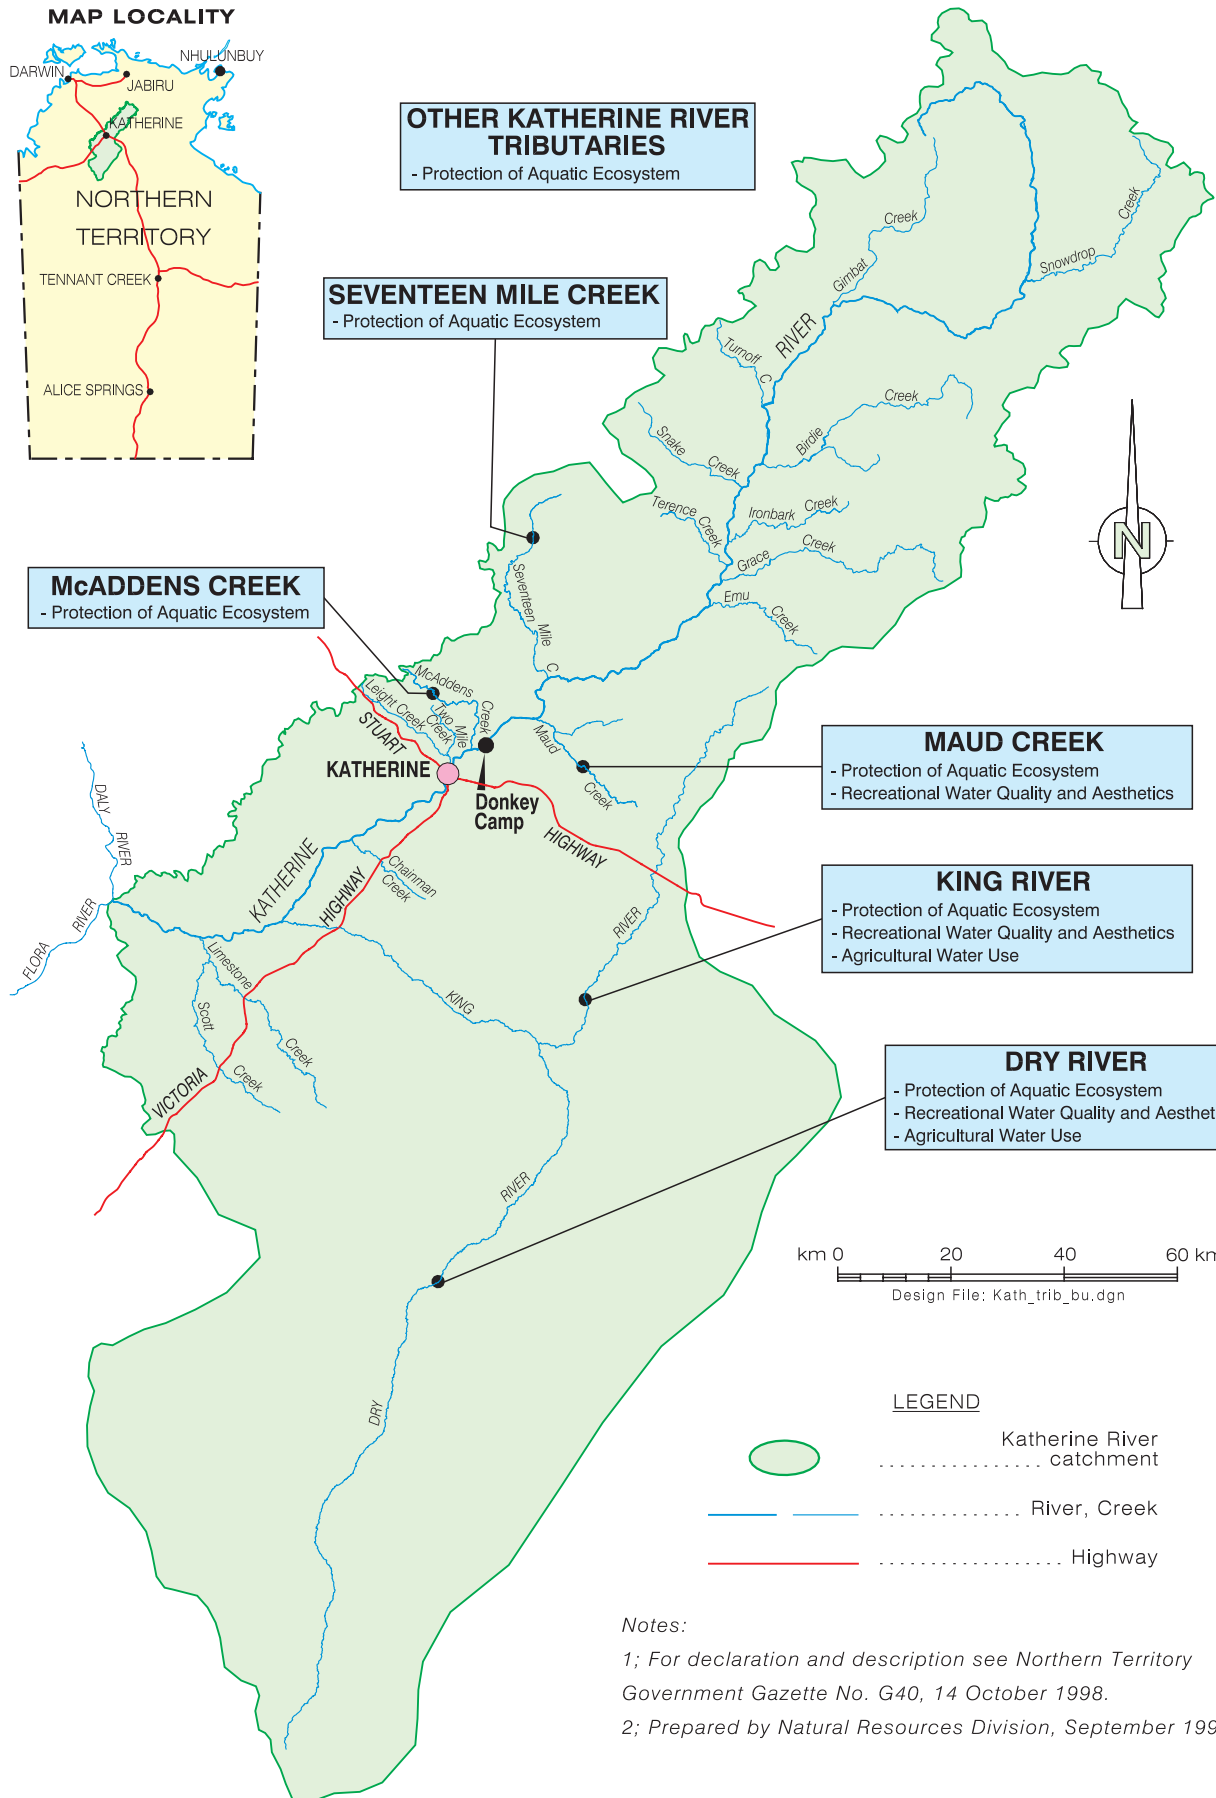 MAP LOCALITY
NHULUNBUY
DARWIN
JABIRU
KATHERINE
NORTHERN
TERRITORY
TENNANT CREEK
ALICE SPRINGS
OTHER KATHERINE RIVER
TRIBUTARIES
- Protection of Aquatic Ecosystem
SEVENTEEN MILE CREEK
- Protection of Aquatic Ecosystem
McADDENS CREEK
- Protection of Aquatic Ecosystem
Gimbat Creek
Snowdrop Creek
RIVER
Turnoff C
Snake Creek
Birdie Creek
Terence Creek
Ironbark Creek
Grace Creek
Emu Creek
N
Seventeen Mile C
McAddens Creek
Leight Creek
Two Mile
Creek
STUART
KATHERINE
Donkey
Camp
Maud Creek
HIGHWAY
MAUD CREEK
- Protection of Aquatic Ecosystem
- Recreational Water Quality and Aesthetics
DALY RIVER
FLORA RIVER
KATHERINE
HIGHWAY
Chainman
Creek
RIVER
KING RIVER
- Protection of Aquatic Ecosystem
- Recreational Water Quality and Aesthetics
- Agricultural Water Use
Limestone Creek
Scott Creek
KING
VICTORIA
RIVER
DRY
DRY RIVER
- Protection of Aquatic Ecosystem
- Recreational Water Quality and Aesthet
- Agricultural Water Use
km 0 20 40 60 km
Design File: Kath_trib_bu.dgn
LEGEND
Katherine River
............... catchment
............. River, Creek
................. Highway
Notes:
1; For declaration and description see Northern Territory
Government Gazette No. G40, 14 October 1998.
2; Prepared by Natural Resources Division, September 199